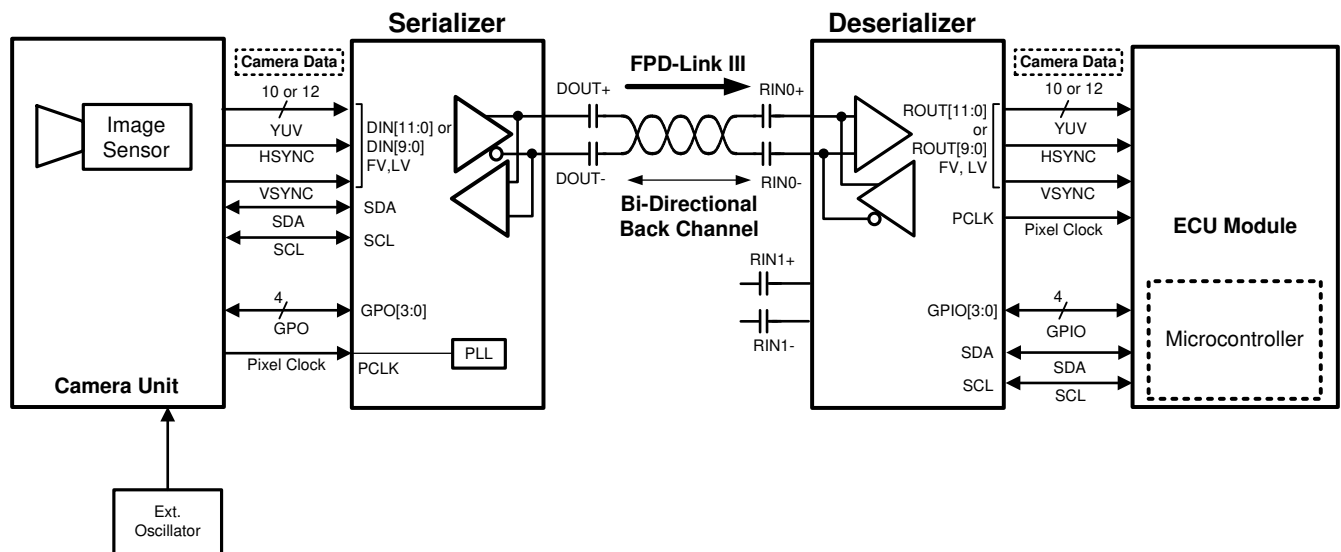 Serializer
Deserializer
Camera Data
10 or 12
YUV
HSYNC
VSYNC
SDA
SCL
4
GPO
Pixel Clock
Image
Sensor
Camera Unit
Ext.
Oscillator
DIN[11:0] or
DIN[9:0]
FV,LV
SDA
SCL
GPO[3:0]
PCLK
PLL
FPD-Link III
DOUT+
DOUT-
RIN0+
RIN0-
Bi-Directional
Back Channel
RIN1+
RIN1-
ROUT[11:0]
or
ROUT[9:0]
FV, LV
PCLK
GPIO[3:0]
SDA
SCL
Camera Data
10 or 12
YUV
HSYNC
VSYNC
Pixel Clock
4
GPIO
SDA
SCL
ECU Module
Microcontroller